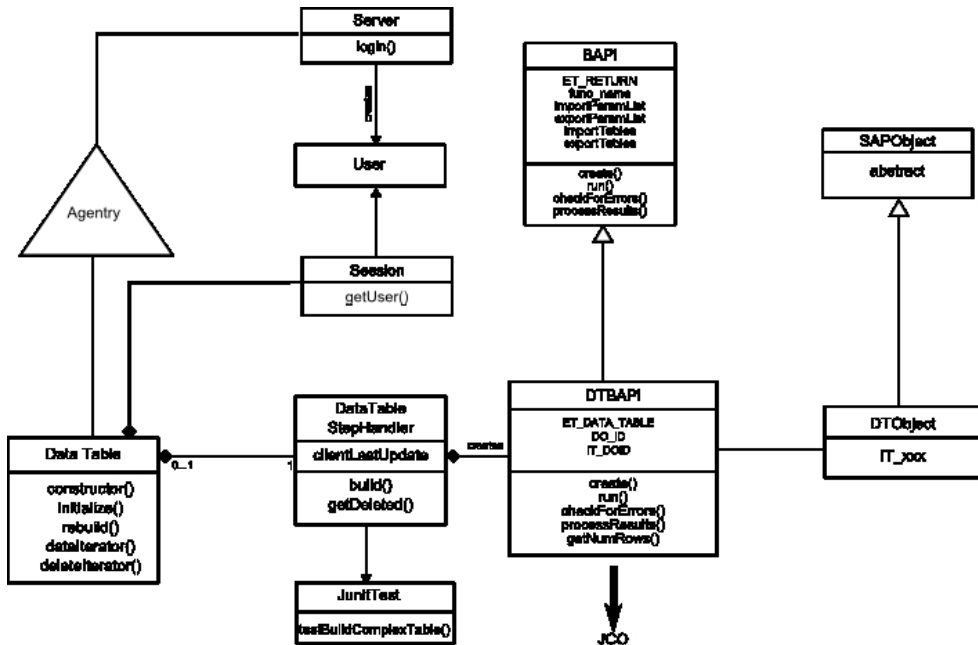 Server
login()
creates
User
Agentry
Session
getUser()
BAPI
ET_RETURN
func_name
importParamList
exportParamList
importTables
exportTables
create()
run()
checkForErrors()
processResults()
SAPObject
abstract
Data Table
constructor()
initialize()
rebuild()
dataIterator()
deleteIterator()
0...1
1
DataTable
StepHandler
clientLastUpdate
build()
getDeleted()
creates
DTBAPI
ET_DATA_TABLE
DO_ID
IT_DOID
create()
run()
checkForErrors()
processResults()
getNumRows()
DTObject
IT_xxx
JunitTest
testBuildComplexTable()
JCO